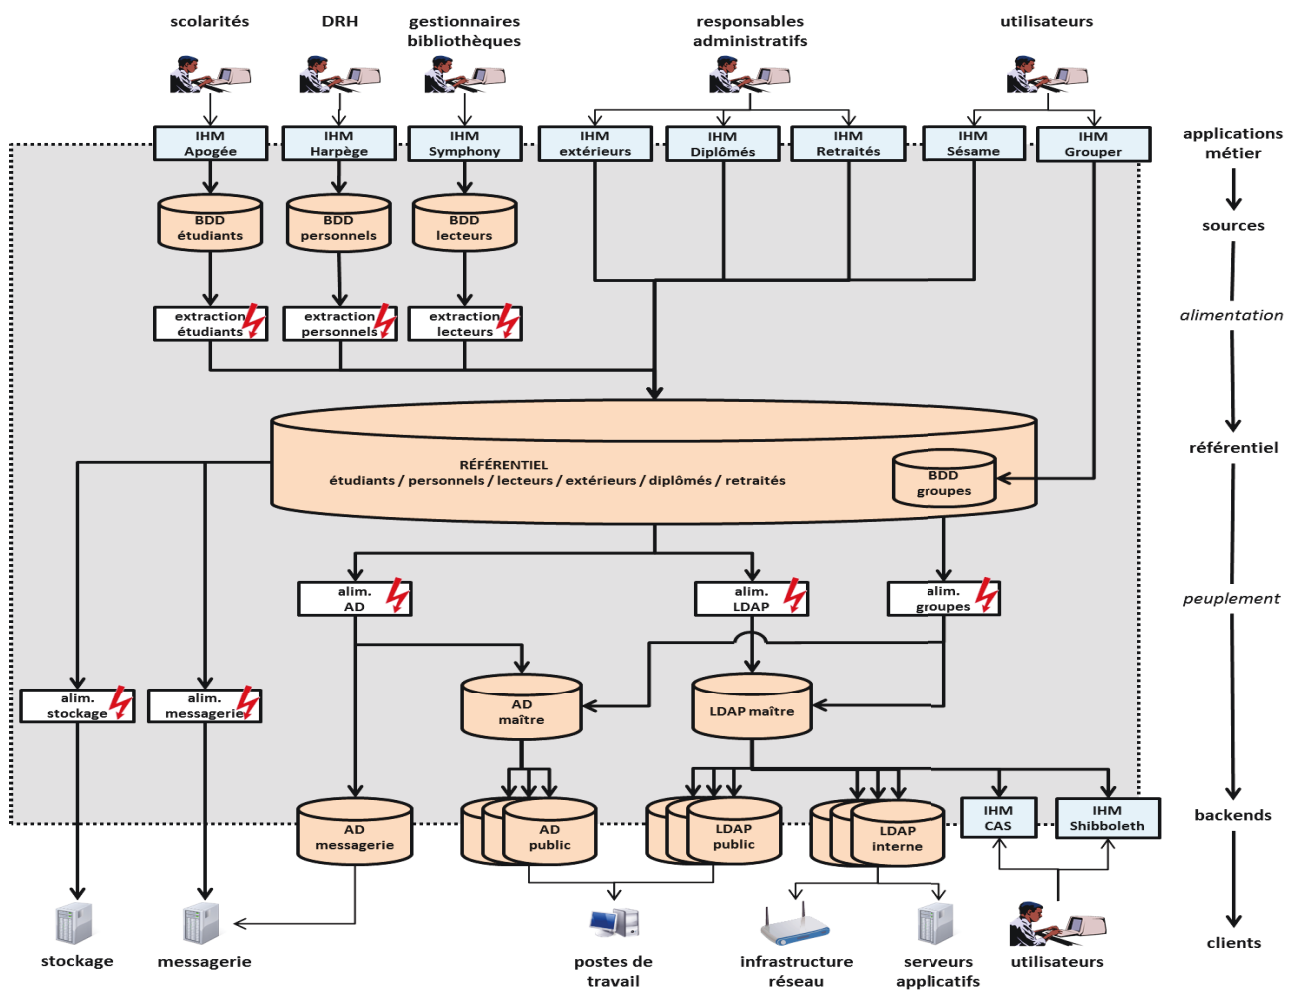 scolarités
DRH
gestionnaires
bibliothèques
responsables
administratifs
utilisateurs
IHM
Apogée
IHM
Harpège
IHM
Symphony
IHM
extérieurs
IHM
Diplômés
IHM
Retraités
IHM
Sésame
IHM
Grouper
applications
métier
BDD
étudiants
BDD
personnels
BDD
lecteurs
sources
extraction
étudiants
extraction
personnels
extraction
lecteurs
alimentation
RÉFÉRENTIEL
étudiants / personnels / lecteurs / extérieurs / diplômés / retraités
BDD
groupes
référentiel
alim.
AD
alim.
LDAP
alim.
groupes
peuplement
alim.
stockage
alim.
messagerie
AD
maître
LDAP maître
AD
messagerie
AD
public
LDAP
public
LDAP
interne
IHM
CAS
IHM
Shibboleth
backends
stockage
messagerie
postes de
travail
infrastructure
réseau
serveurs
applicatifs
utilisateurs
clients